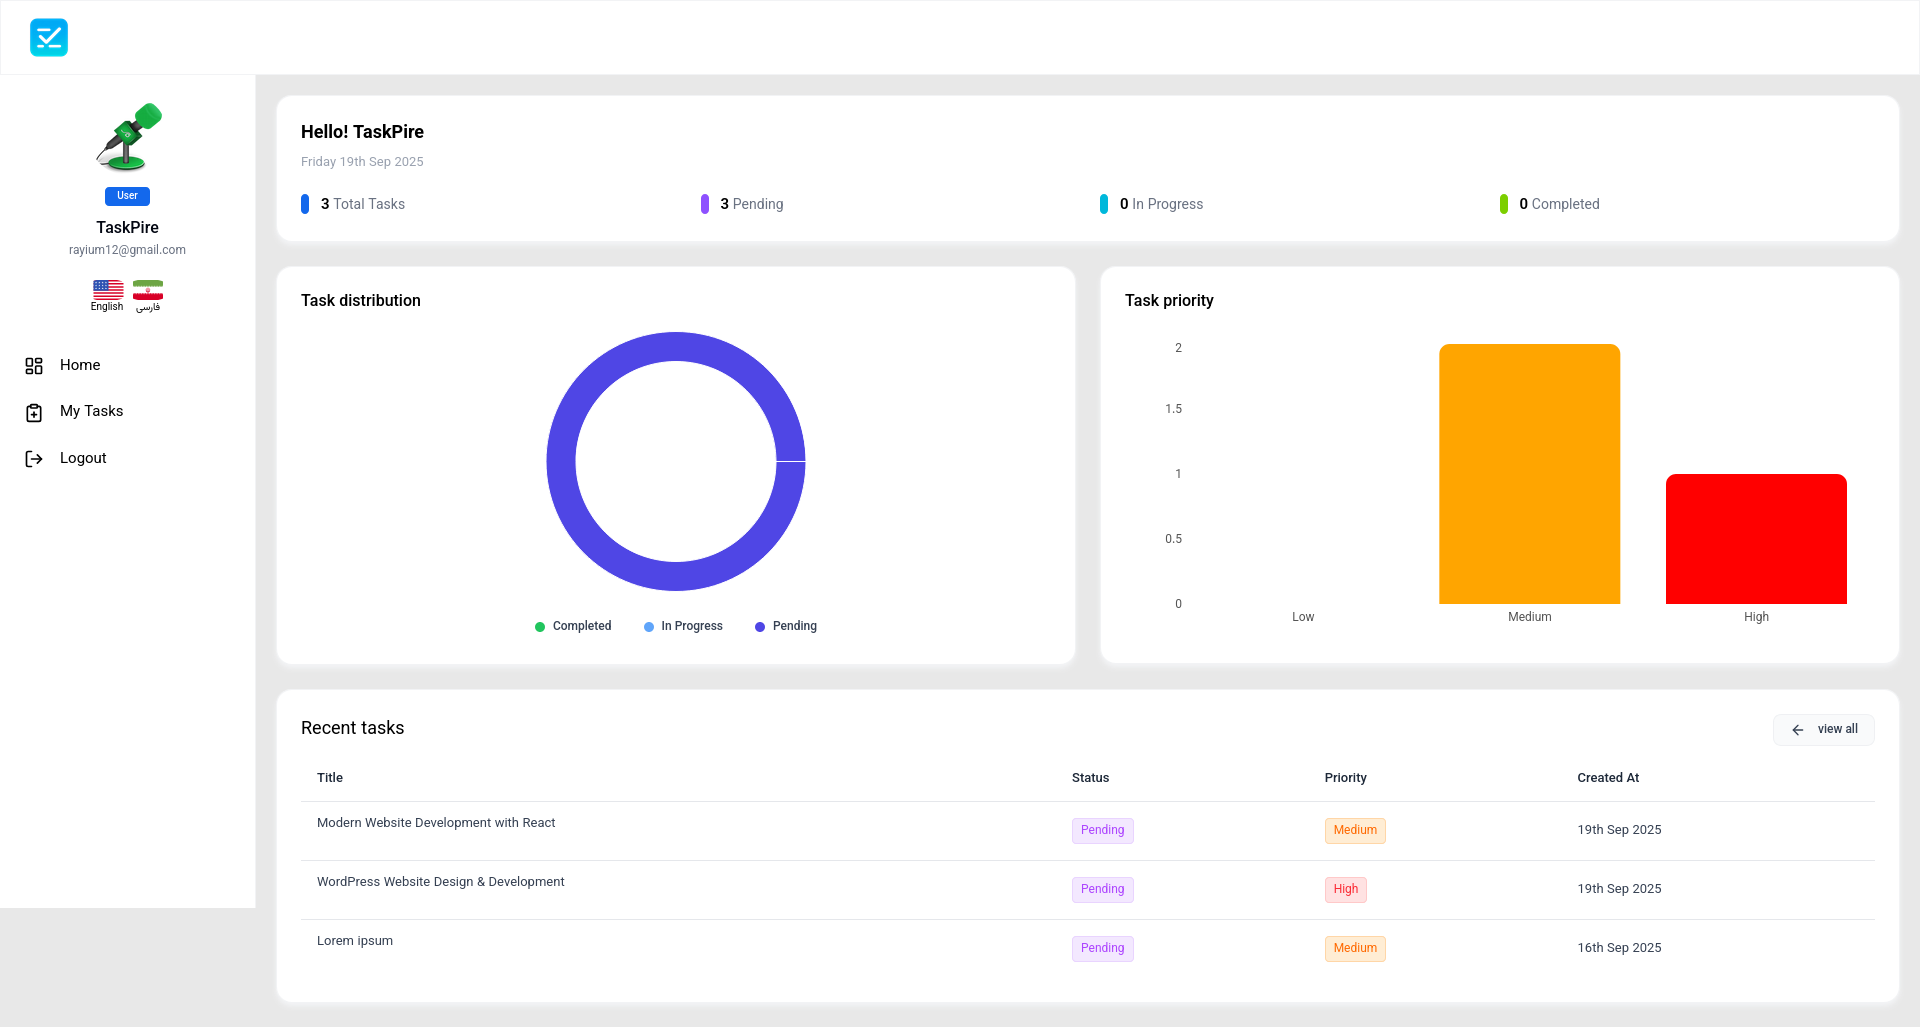 User
TaskPire
rayium12@gmail.com
English فارسی
Home
My Tasks
Logout
Hello! TaskPire
Friday 19th Sep 2025
3 Total Tasks 3 Pending 0 In Progress 0 Completed
Task distribution
Completed In Progress Pending
Task priority
2
1.5
1
0.5
0
Low Medium High
Recent tasks view all
Title Status Priority Created At
Modern Website Development with React Pending Medium 19th Sep 2025
WordPress Website Design & Development Pending High 19th Sep 2025
Lorem ipsum Pending Medium 16th Sep 2025